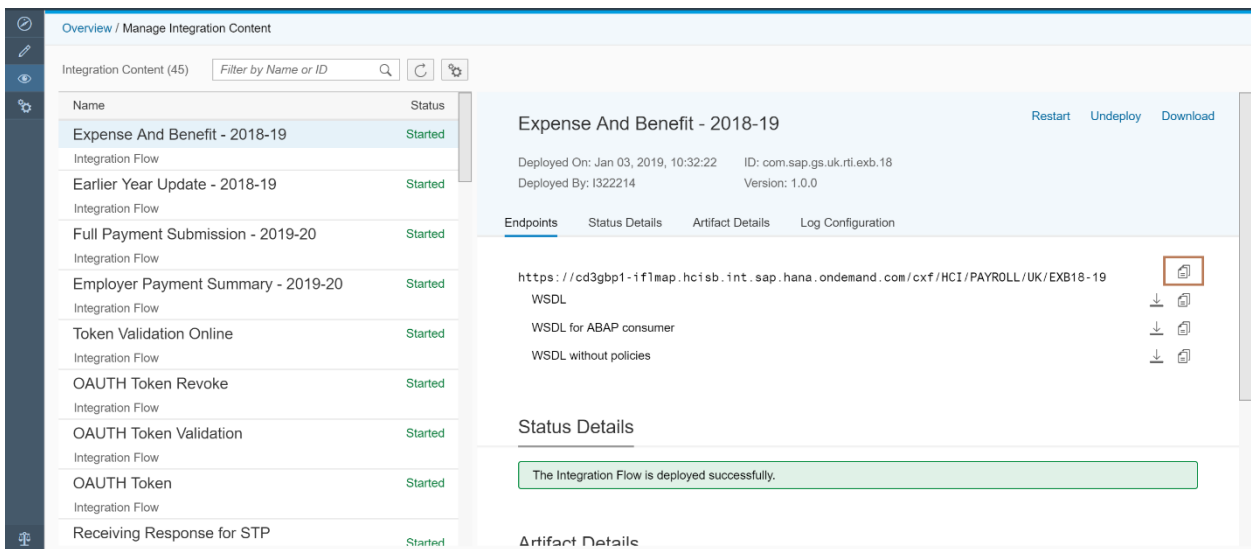 Overview / Manage Integration Content
Integration Content (45)
Filter by Name or ID
Name Status
Expense And Benefit - 2018-19 Started
Integration Flow
Earlier Year Update - 2018-19 Started
Integration Flow
Full Payment Submission - 2019-20 Started
Integration Flow
Employer Payment Summary - 2019-20 Started
Integration Flow
Token Validation Online Started
Integration Flow
OAUTH Token Revoke Started
Integration Flow
OAUTH Token Validation Started
Integration Flow
OAUTH Token Started
Integration Flow
Receiving Response for STP Started
Expense And Benefit - 2018-19
Restart Undeploy Download
Deployed On: Jan 03, 2019, 10:32:22 ID: com.sap.gs.uk.rti.exb.18
Deployed By: I322214 Version: 1.0.0
Endpoints Status Details Artifact Details Log Configuration
https://cd3gbp1-iflmap.hcisb.int.sap.hana.ondemand.com/cxf/HCI/PAYROLL/UK/EXB18-19
WSDL
WSDL for ABAP consumer
WSDL without policies
Status Details
The Integration Flow is deployed successfully.
Artifact Details